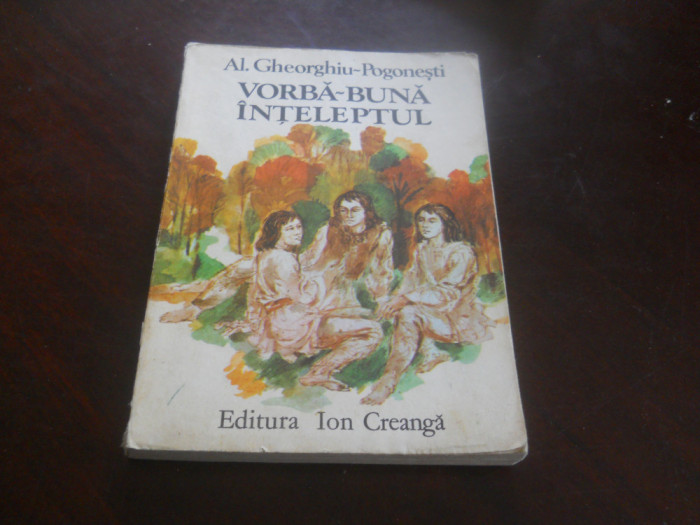 Al. Gheorghiu-Pogonești
VORBĂ-BUNĂ
ÎNȚELEPTUL
Editura Ion Creangă